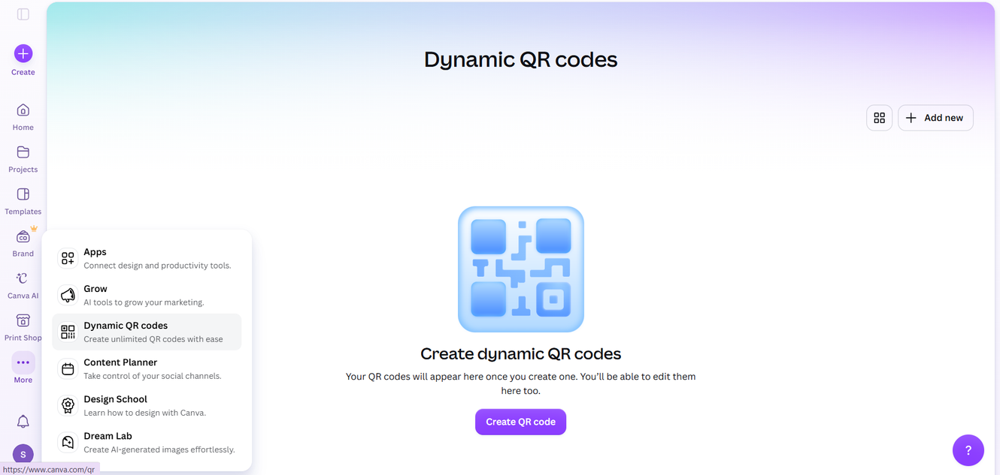 Create
Home
Projects
Templates
Brand
Canva AI
Print Shop
More
S
Dynamic QR codes
Add new
Apps
Connect design and productivity tools.
Grow
AI tools to grow your marketing.
Dynamic QR codes
Create unlimited QR codes with ease
Content Planner
Take control of your social channels.
Design School
Learn how to design with Canva.
Dream Lab
Create AI-generated images effortlessly.
Create dynamic QR codes
Your QR codes will appear here once you create one. You’ll be able to edit them
here too.
Create QR code
?
https://www.canva.com/qr